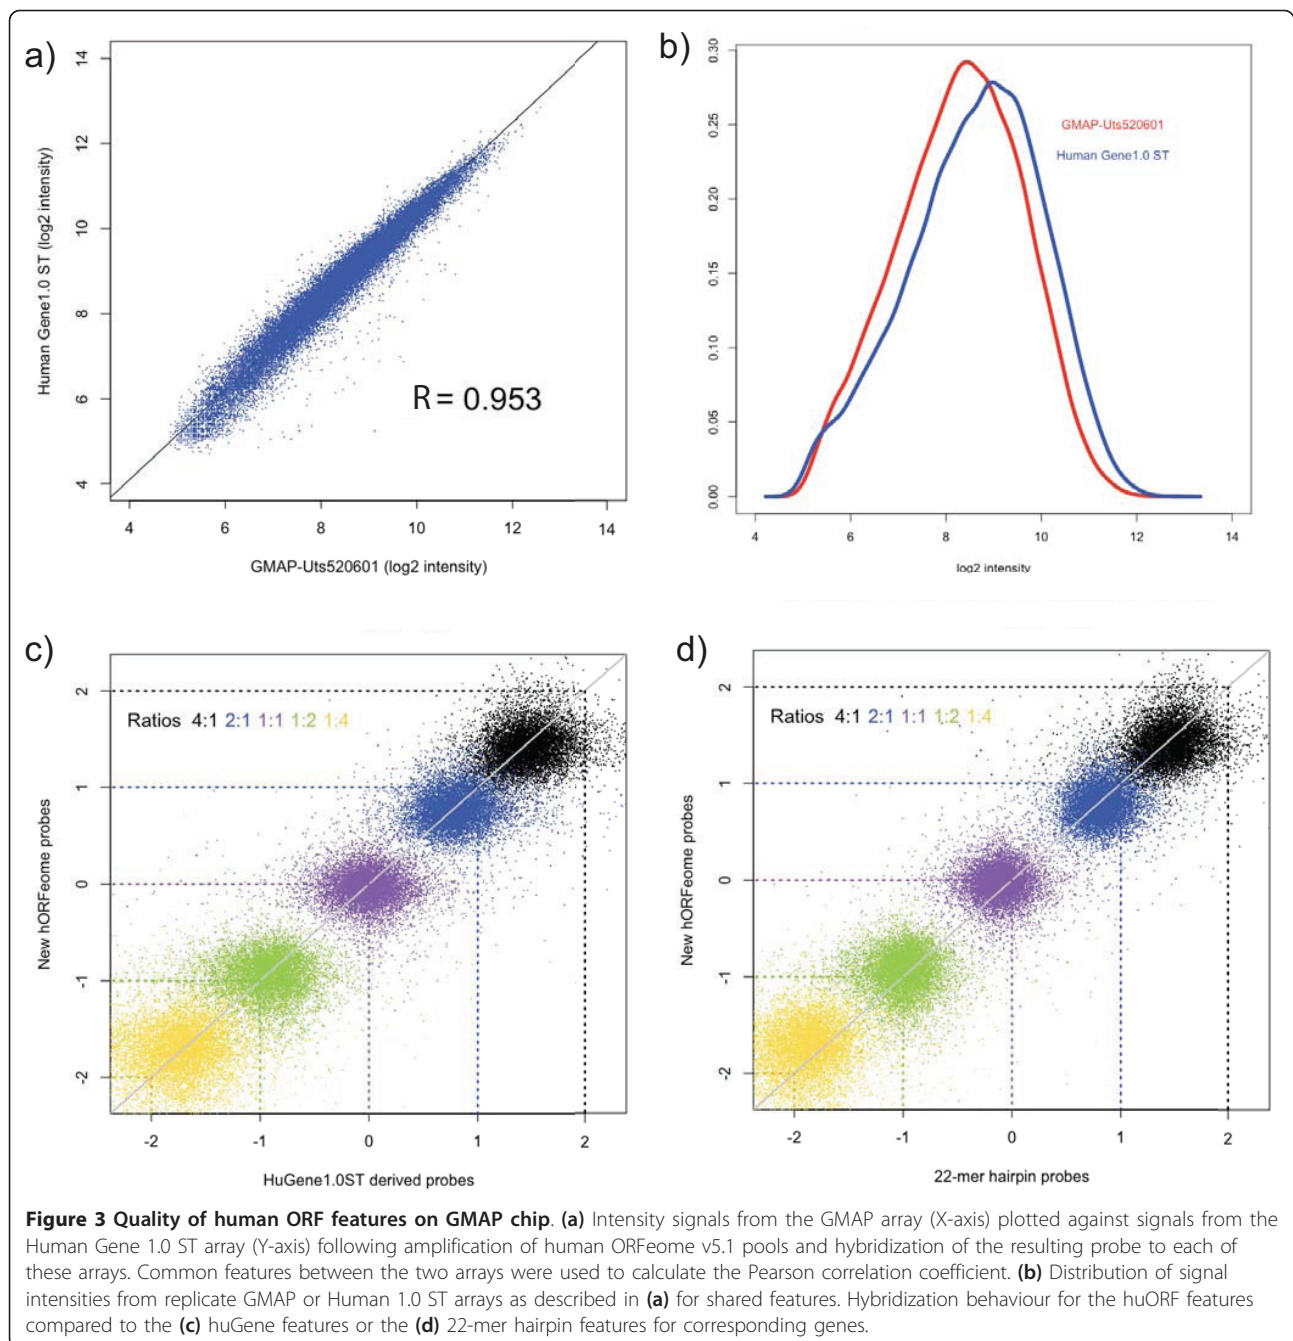 a)
14
12
10
8
6
4
Human Gene1.0 ST (log2 intensity)
R = 0.953
4 6 8 10 12 14
GMAP-Uts520601 (log2 intensity)
b)
0.30
0.25
0.20
0.15
0.10
0.05
0.00
GMAP-Uts520601
Human Gene1.0 ST
4 6 8 10 12 14
log2 intensity
c)
2
1
0
-1
-2
New hORFeome probes
Ratios 4:1 2:1 1:1 1:2 1:4
-2 -1 0 1 2
HuGene1.0ST derived probes
d)
2
1
0
-1
-2
New hORFeome probes
Ratios 4:1 2:1 1:1 1:2 1:4
-2 -1 0 1 2
22-mer hairpin probes
Figure 3 Quality of human ORF features on GMAP chip. (a) Intensity signals from the GMAP array (X-axis) plotted against signals from the
Human Gene 1.0 ST array (Y-axis) following amplification of human ORFeome v5.1 pools and hybridization of the resulting probe to each of
these arrays. Common features between the two arrays were used to calculate the Pearson correlation coefficient. (b) Distribution of signal
intensities from replicate GMAP or Human 1.0 ST arrays as described in (a) for shared features. Hybridization behaviour for the huORF features
compared to the (c) huGene features or the (d) 22-mer hairpin features for corresponding genes.